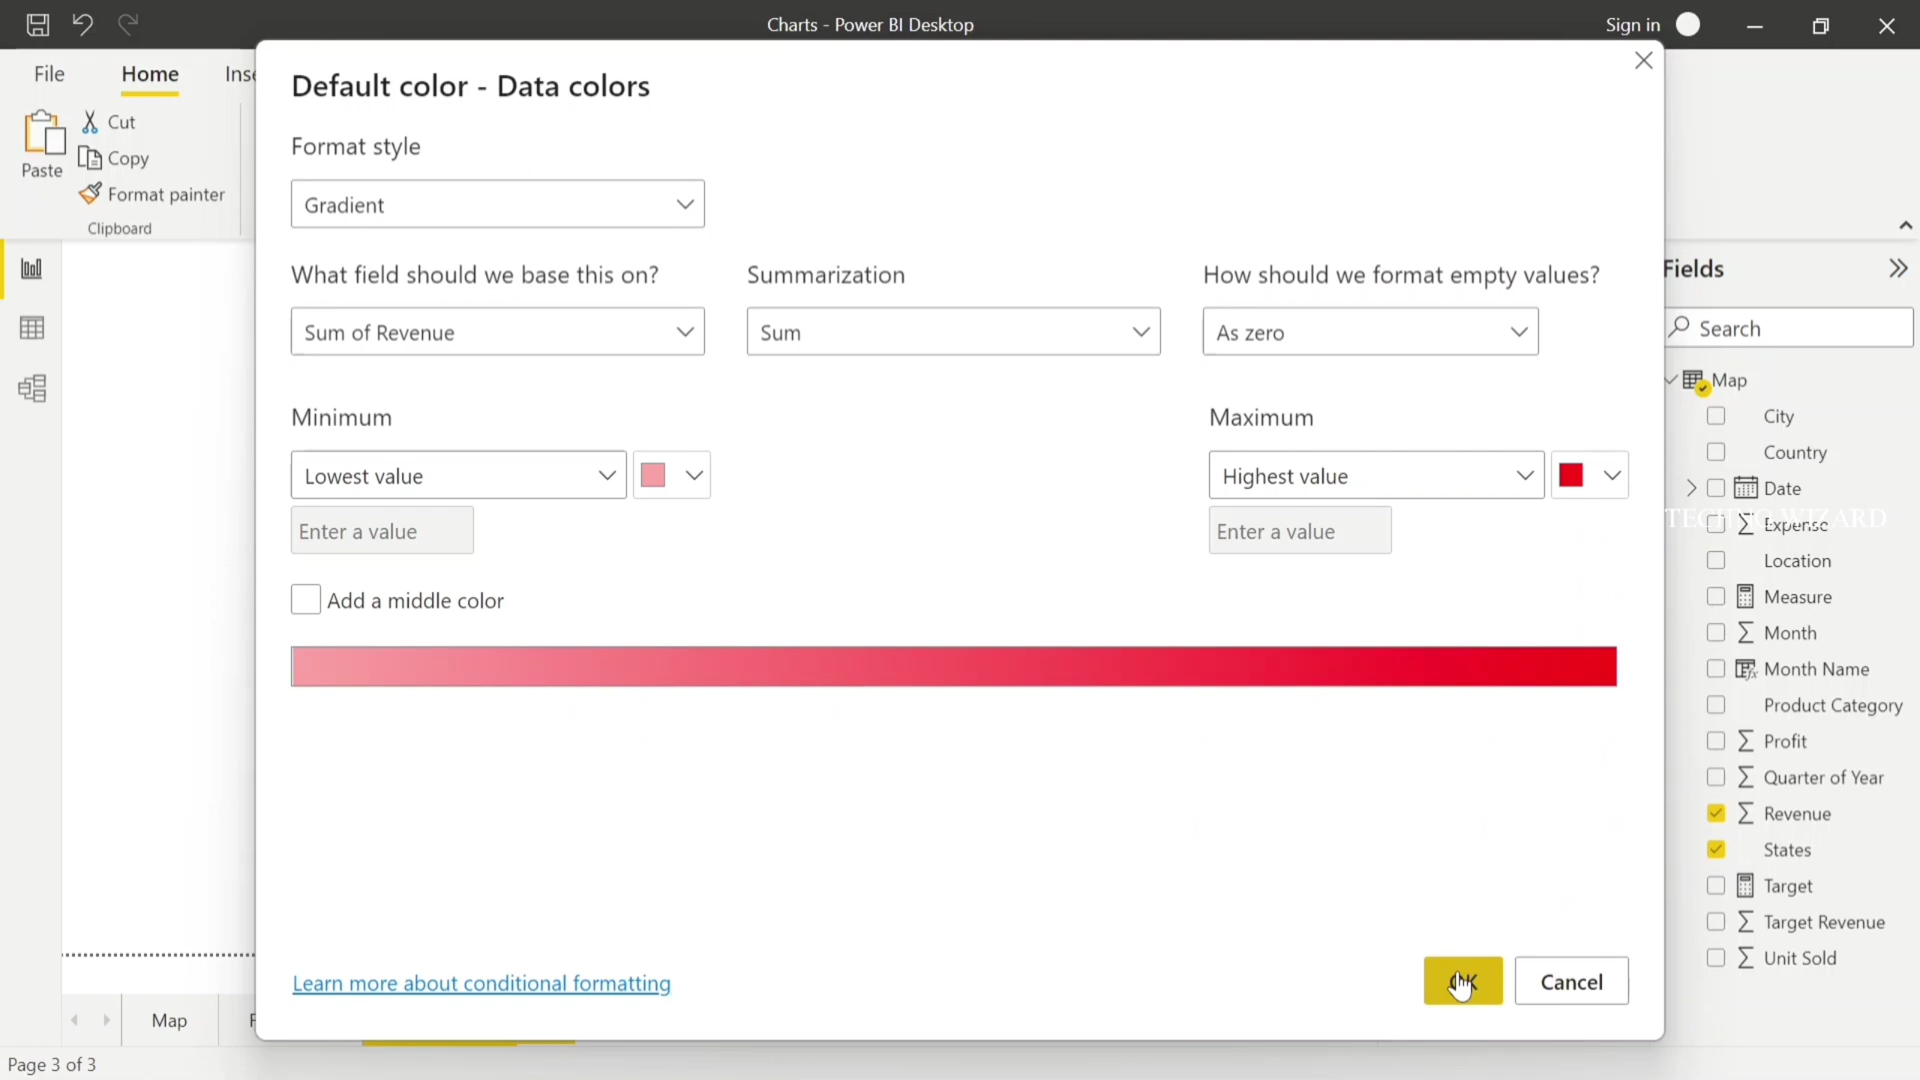 Charts - Power BI Desktop
Sign in
File
Home
Inse
Paste
Cut
Copy
Format painter
Clipboard
Default color - Data colors
Format style
Gradient
What field should we base this on?
Summarization
How should we format empty values?
Sum of Revenue
Sum
As zero
Minimum
Maximum
Lowest value
Highest value
Enter a value
Enter a value
Add a middle color
Learn more about conditional formatting
OK
Cancel
Fields
Search
Map
City
Country
Date
TECHNO WIZARD
Expense
Location
Measure
Month
Month Name
Product Category
Profit
Quarter of Year
Revenue
States
Target
Target Revenue
Unit Sold
Map
Page 3 of 3